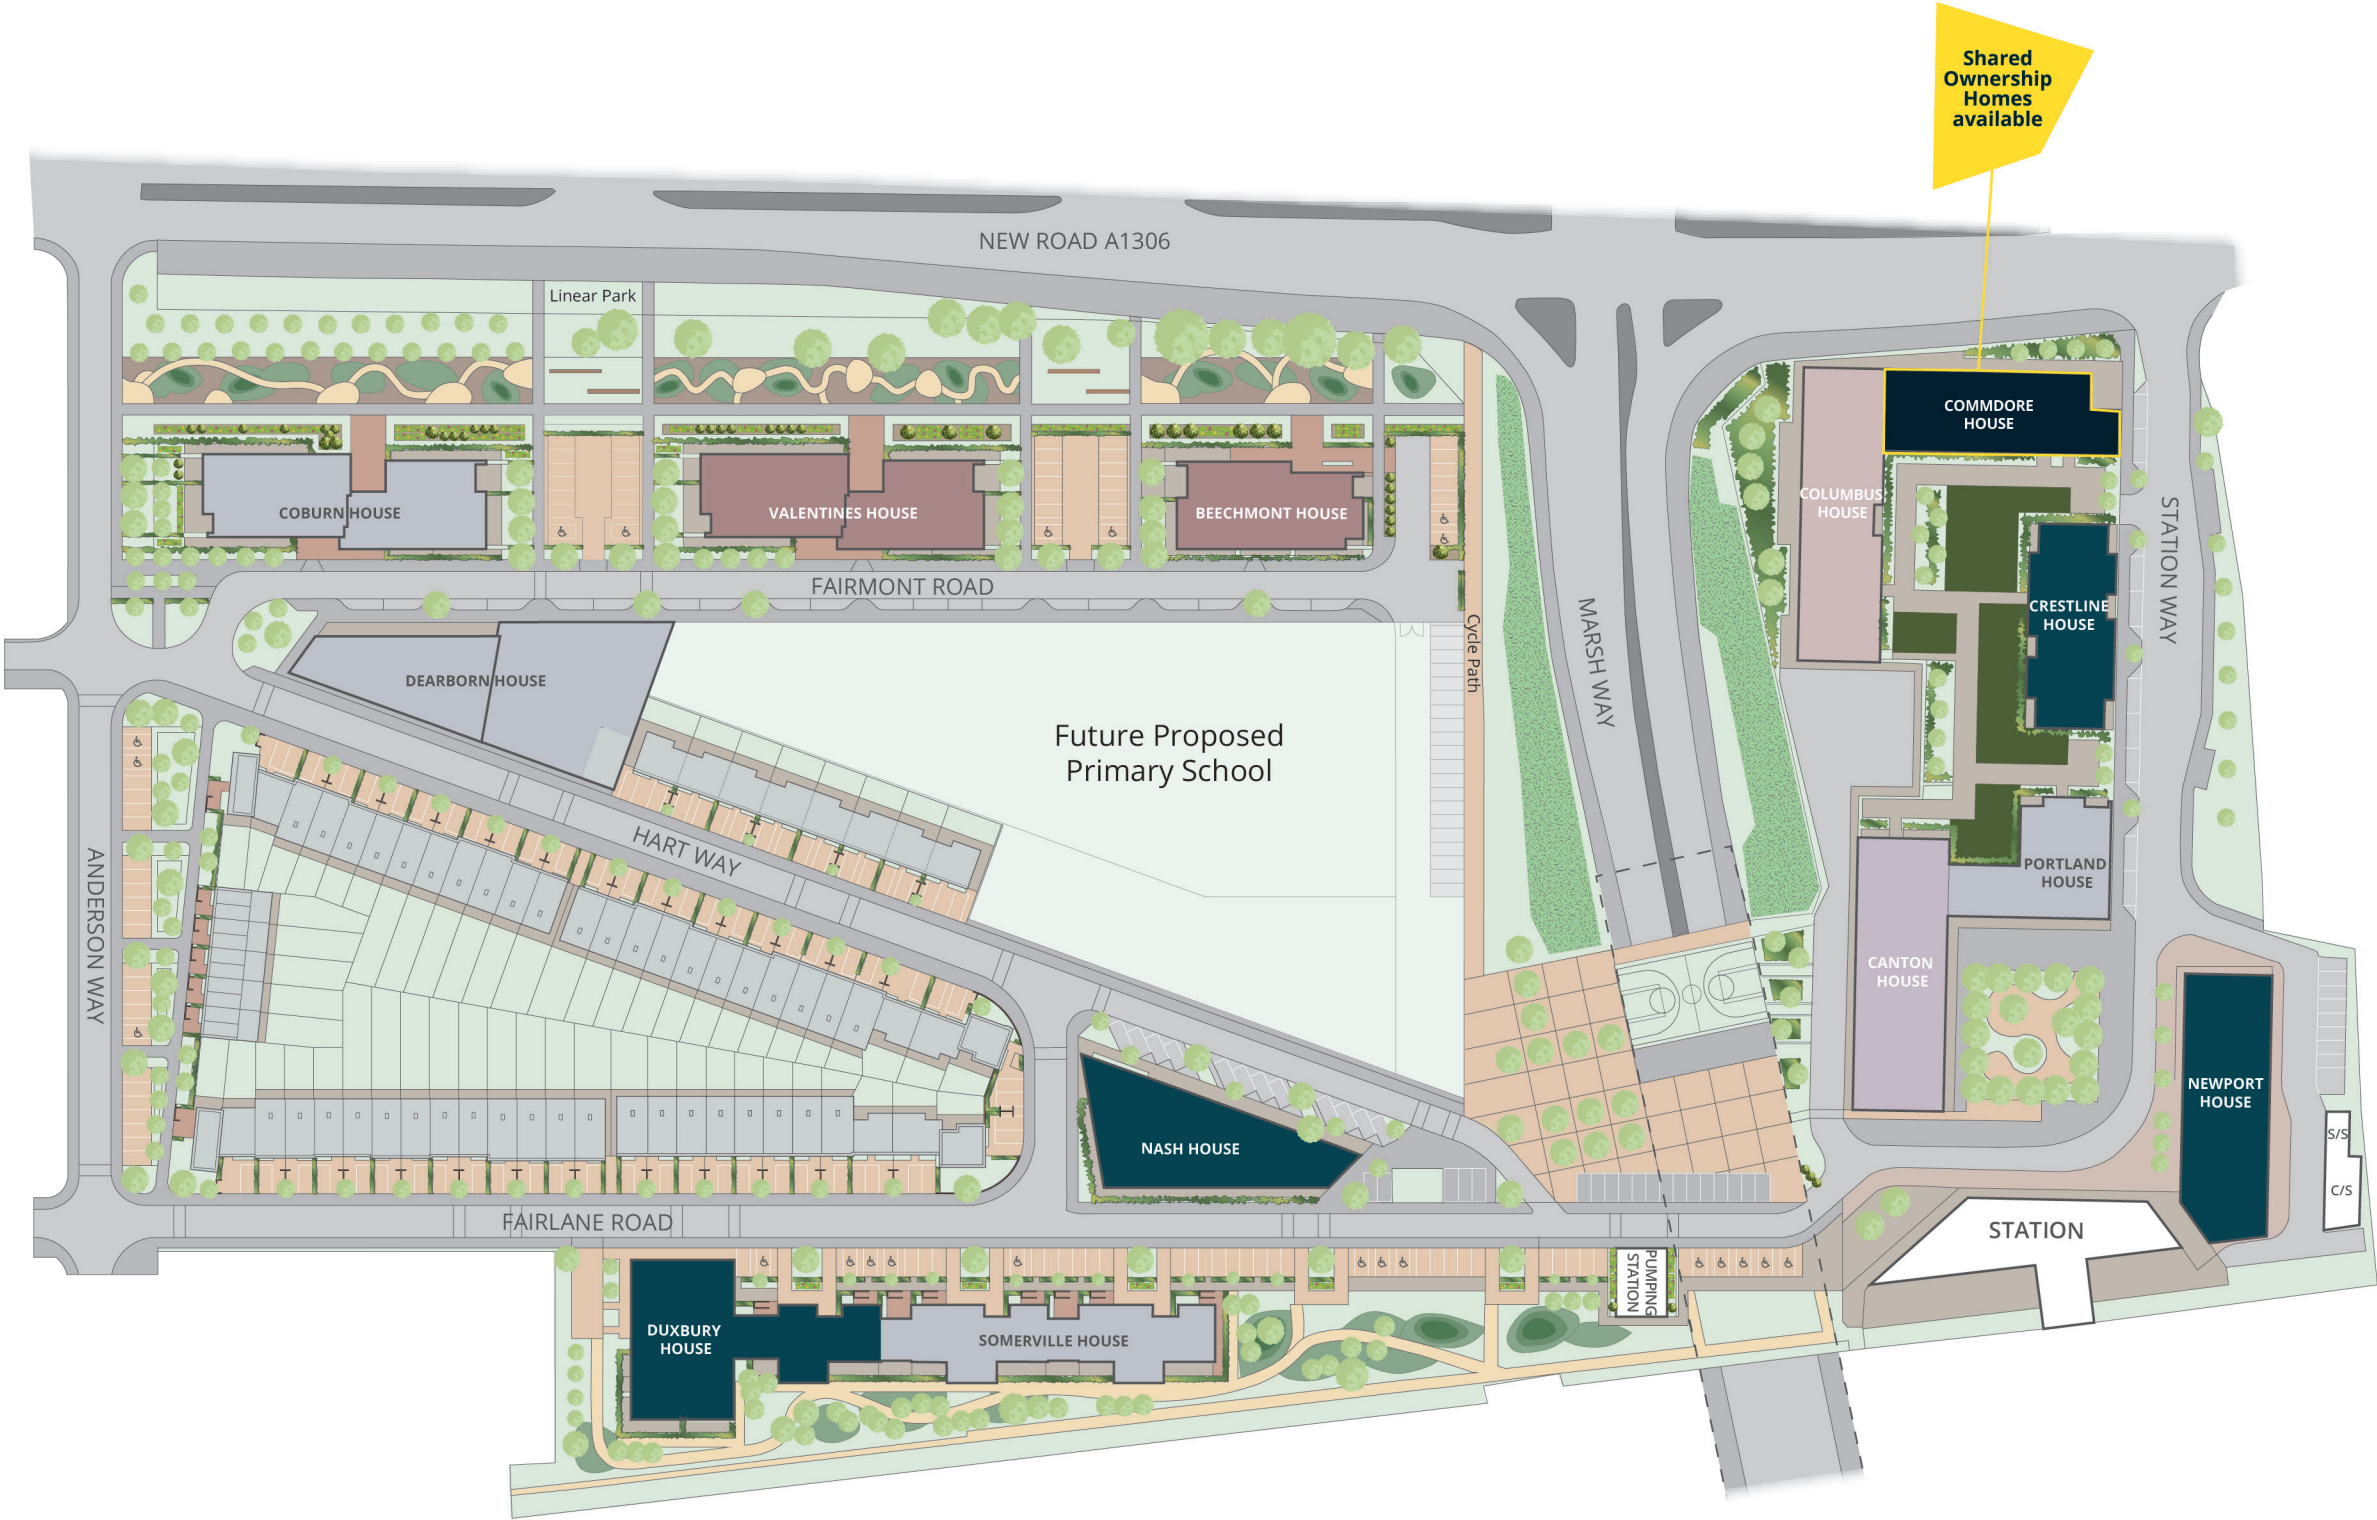 Shared
Ownership
Homes
available
NEW ROAD A1306
Linear Park
COMMDORE
HOUSE
COLUMBUS
HOUSE
COBURN HOUSE
VALENTINES HOUSE
BEECHMONT HOUSE
STATION WAY
FAIRMONT ROAD
CRESTLINE
HOUSE
MARSH WAY
Cycle Path
DEARBORN HOUSE
Future Proposed
Primary School
HART WAY
ANDERSON WAY
PORTLAND
HOUSE
CANTON
HOUSE
NEWPORT
HOUSE
NASH HOUSE
S/S
C/S
FAIRLANE ROAD
STATION
PUMPING
STATION
DUXBURY
HOUSE
SOMERVILLE HOUSE